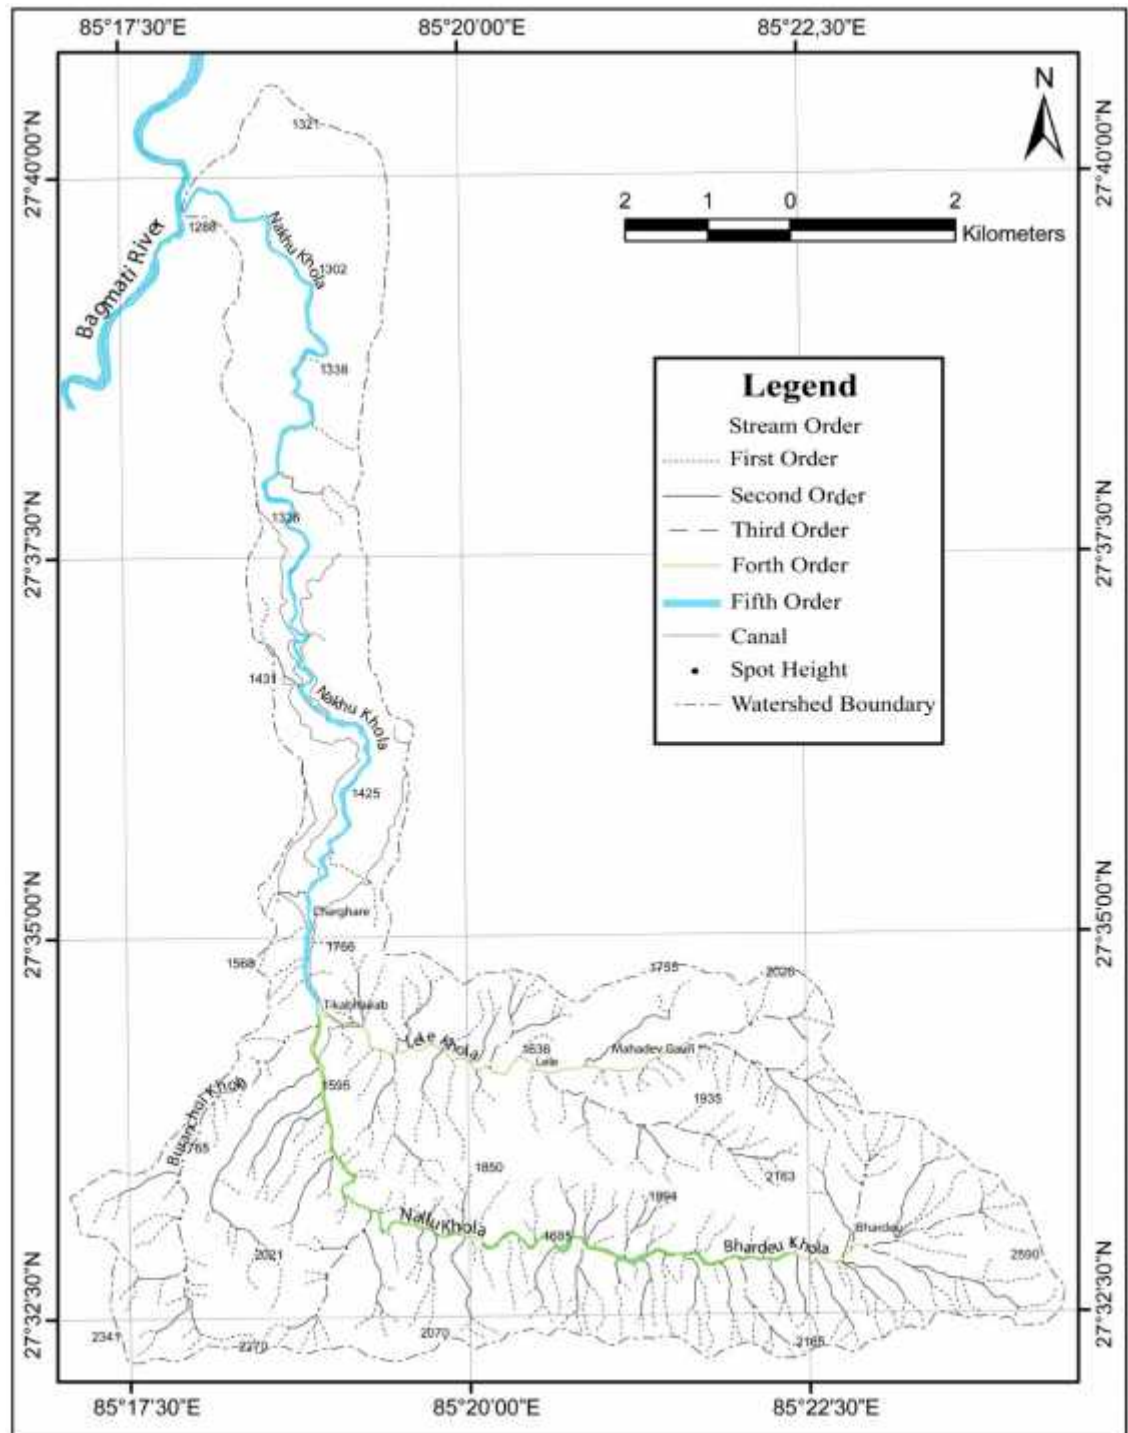 85°17'30"E 85°20'00"E 85°22,30"E
N
1321
27°40'00"N
27°40'00"N
2 1 0 2
Kilometers
1288
Nakhu Khola
Bagmati River
1302
1338
Legend
Stream Order
First Order
Second Order
Third Order
Forth Order
Fifth Order
Canal
Spot Height
Watershed Boundary
27°37'30"N
1326
27°37'30"N
1431
Nakhu Khola
1425
27°35'00"N
Charghare
27°35'00"N
1766
1568
1755
2026
Tikabhairab
Lele Khola
1636
Lele
Mahadev Gaun
1595
1935
1765
1850
2163
1894
Nallu Khola
1685
Bhardeu Khola
Bhardeu
2021
2590
27°32'30"N
27°32'30"N
2341
2270
2070
2165
85°17'30"E 85°20'00"E 85°22'30"E